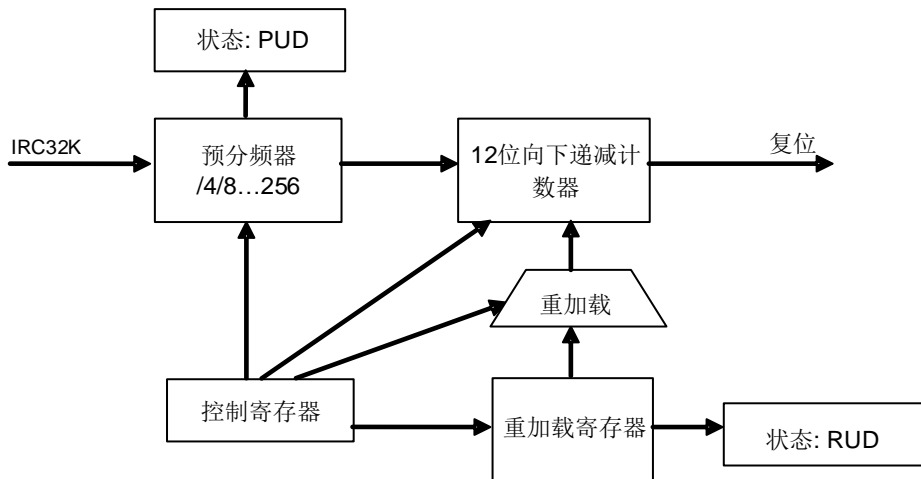 状态: PUD
IRC32K
预分频器
/4/8…256
12位向下递减计
数器
复位
重加载
控制寄存器
重加载寄存器
状态: RUD